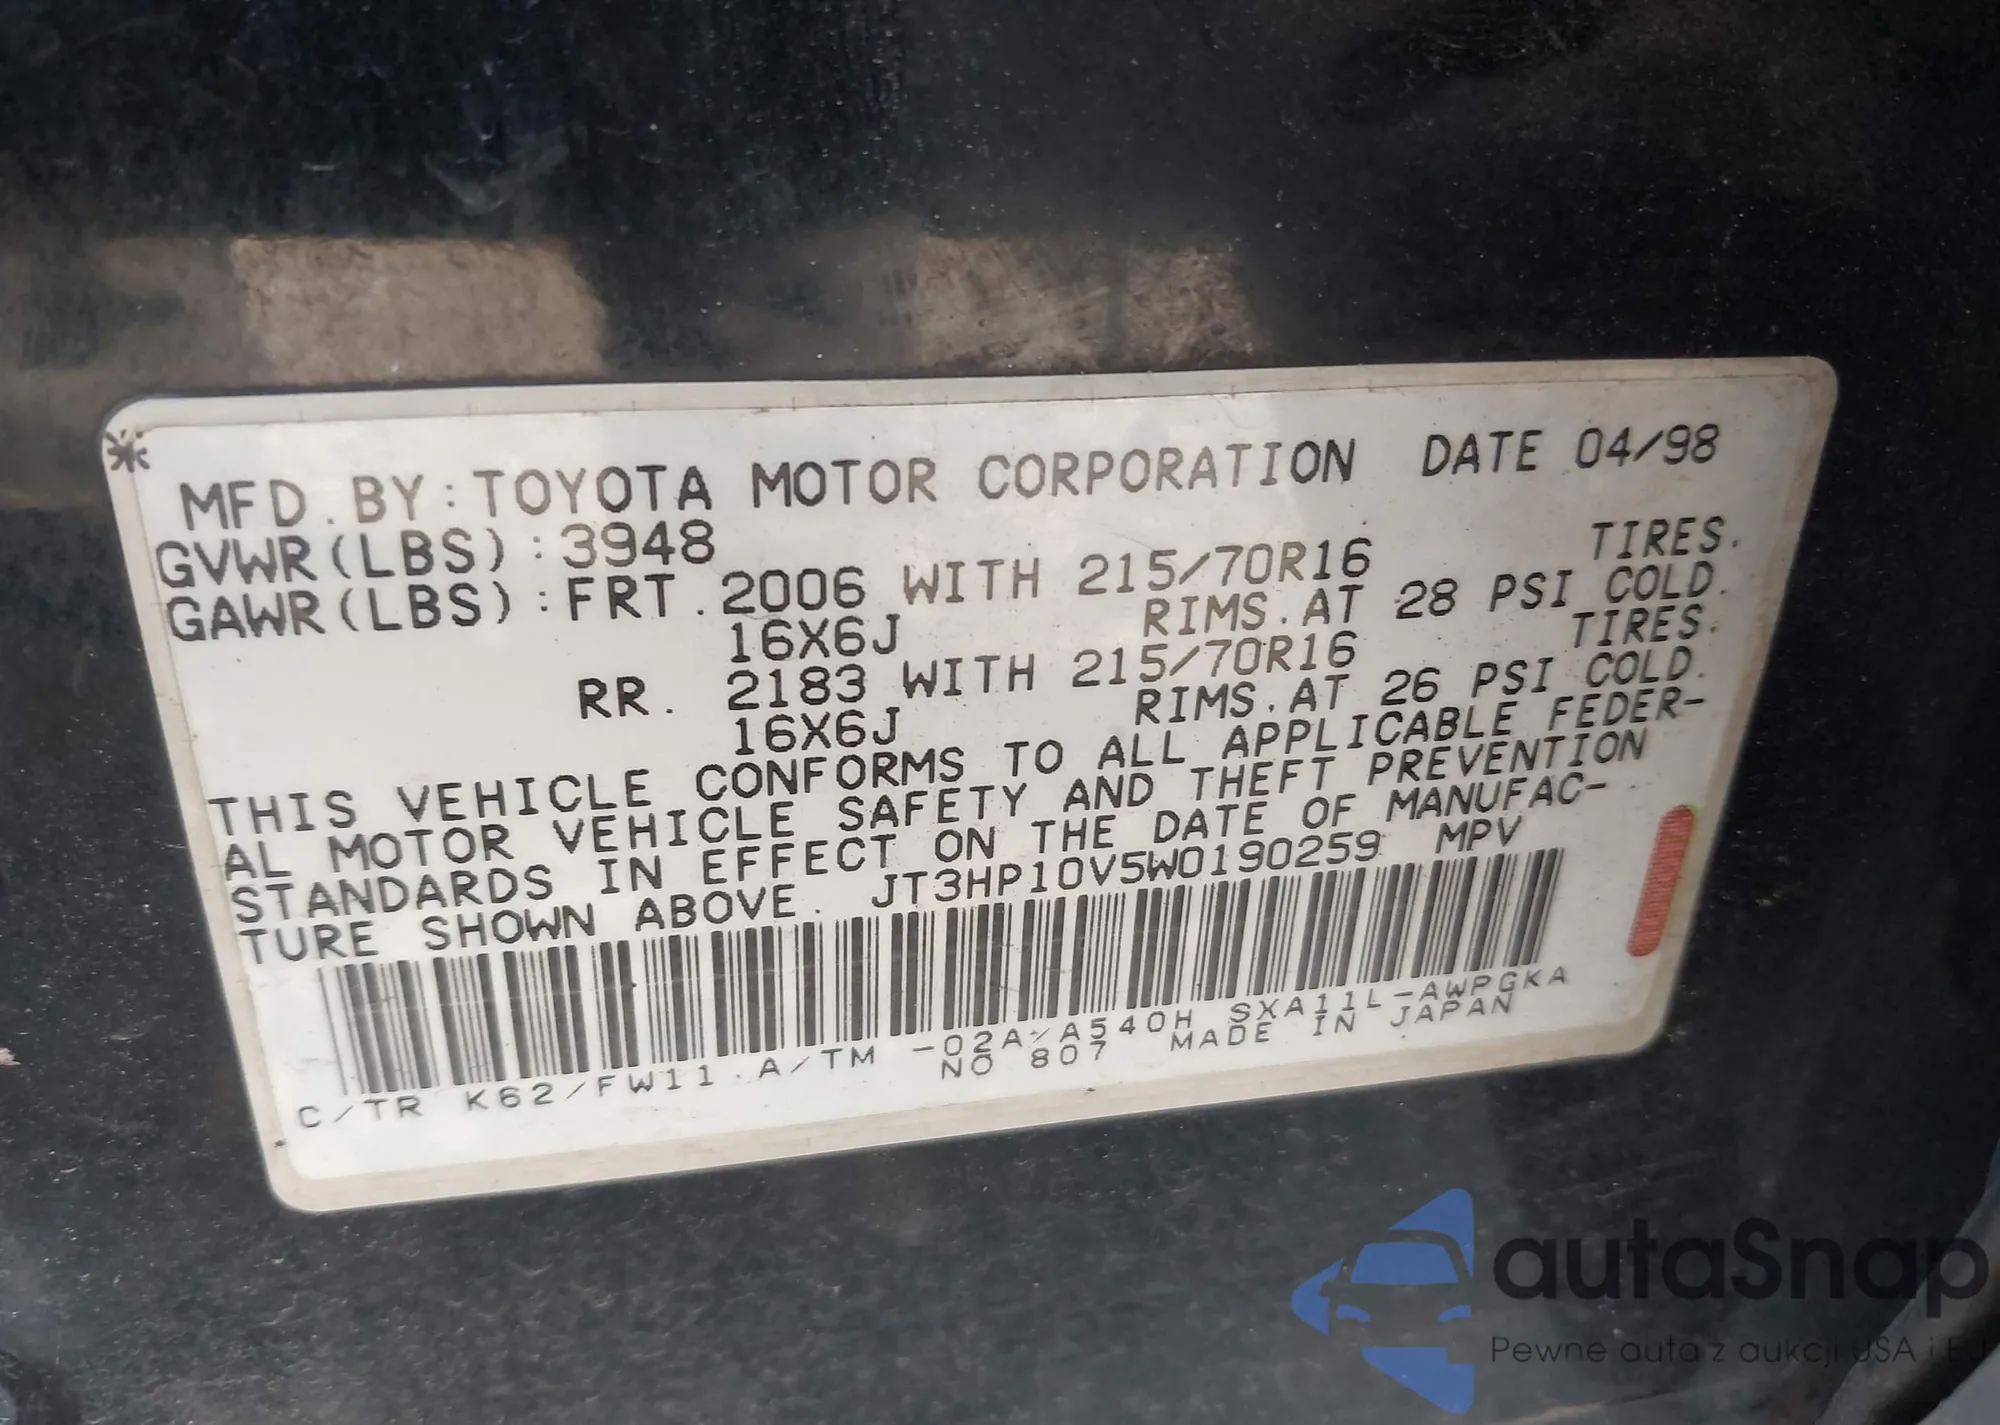 MFD.BY:TOYOTA MOTOR CORPORATION DATE 04/98
GVWR(LBS):3948
GAWR(LBS):FRT.2006 WITH 215/70R16 TIRES.
16X6J RIMS.AT 28 PSI COLD.
RR. 2183 WITH 215/70R16 TIRES.
16X6J RIMS.AT 26 PSI COLD.
THIS VEHICLE CONFORMS TO ALL APPLICABLE FEDER-
AL MOTOR VEHICLE SAFETY AND THEFT PREVENTION
STANDARDS IN EFFECT ON THE DATE OF MANUFAC-
TURE SHOWN ABOVE. JT3HP10V5W0190259 MPV
C/TR K62/FW11.A/TM -02A/A540H SXA11L-AWPGKA
NO 807 MADE IN JAPAN
autaSnap
Pewne auta z aukcji USA i